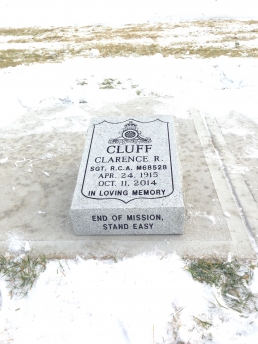 CLUFF
CLARENCE R.
SGT, R.C.A. M68528
APR. 24, 1915
OCT. 11, 2014
IN LOVING MEMORY
END OF MISSION,
STAND EASY